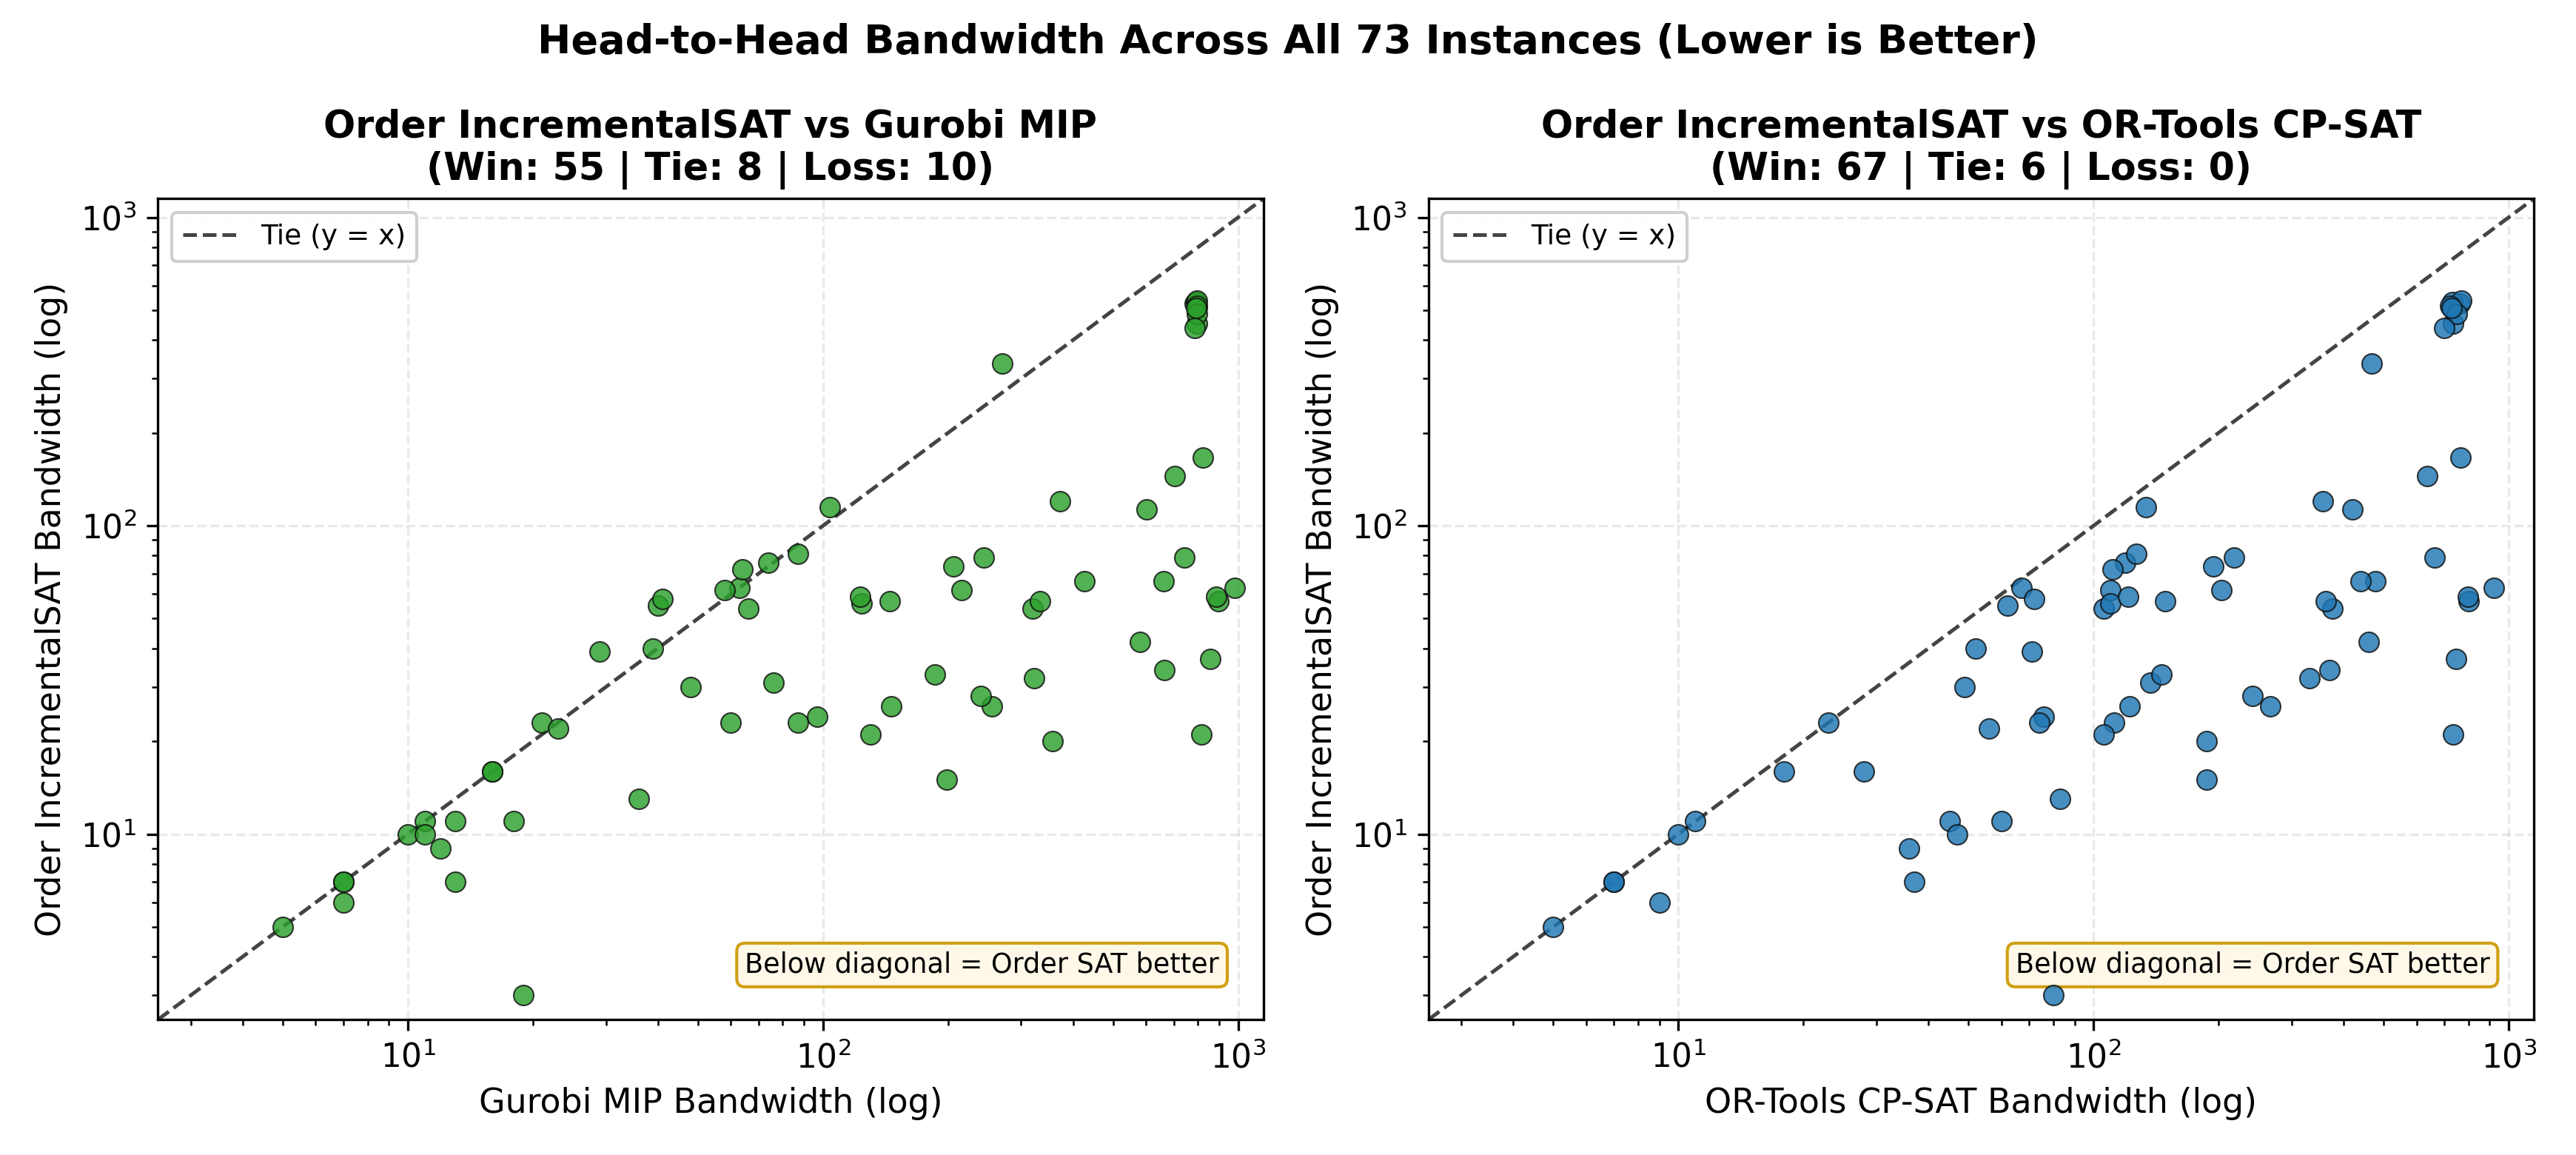 Head-to-Head Bandwidth Across All 73 Instances (Lower is Better)
Order IncrementalSAT vs Gurobi MIP
(Win: 55 | Tie: 8 | Loss: 10)
Tie (y = x)
10³
10²
10¹
Order IncrementalSAT Bandwidth (log)
Below diagonal = Order SAT better
10¹ 10² 10³
Gurobi MIP Bandwidth (log)
Order IncrementalSAT vs OR-Tools CP-SAT
(Win: 67 | Tie: 6 | Loss: 0)
Tie (y = x)
10³
10²
10¹
Order IncrementalSAT Bandwidth (log)
Below diagonal = Order SAT better
10¹ 10² 10³
OR-Tools CP-SAT Bandwidth (log)